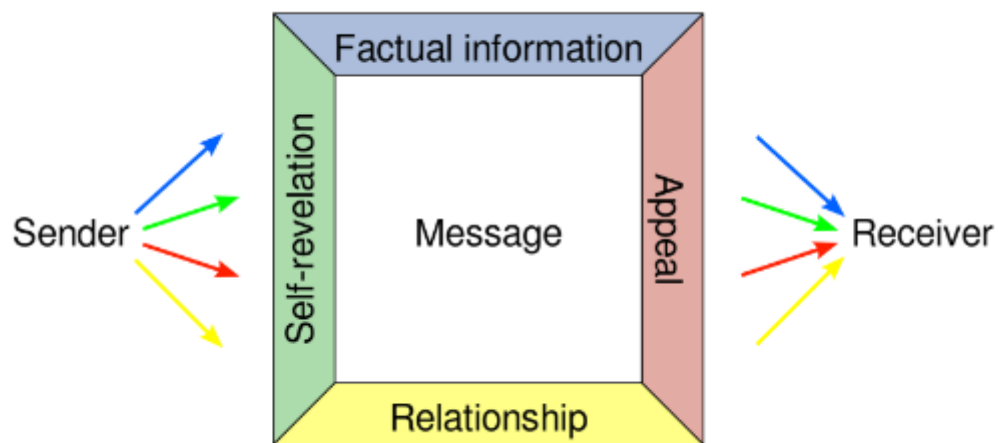 Factual information
Self-revelation
Sender
Message
Appeal
Receiver
Relationship